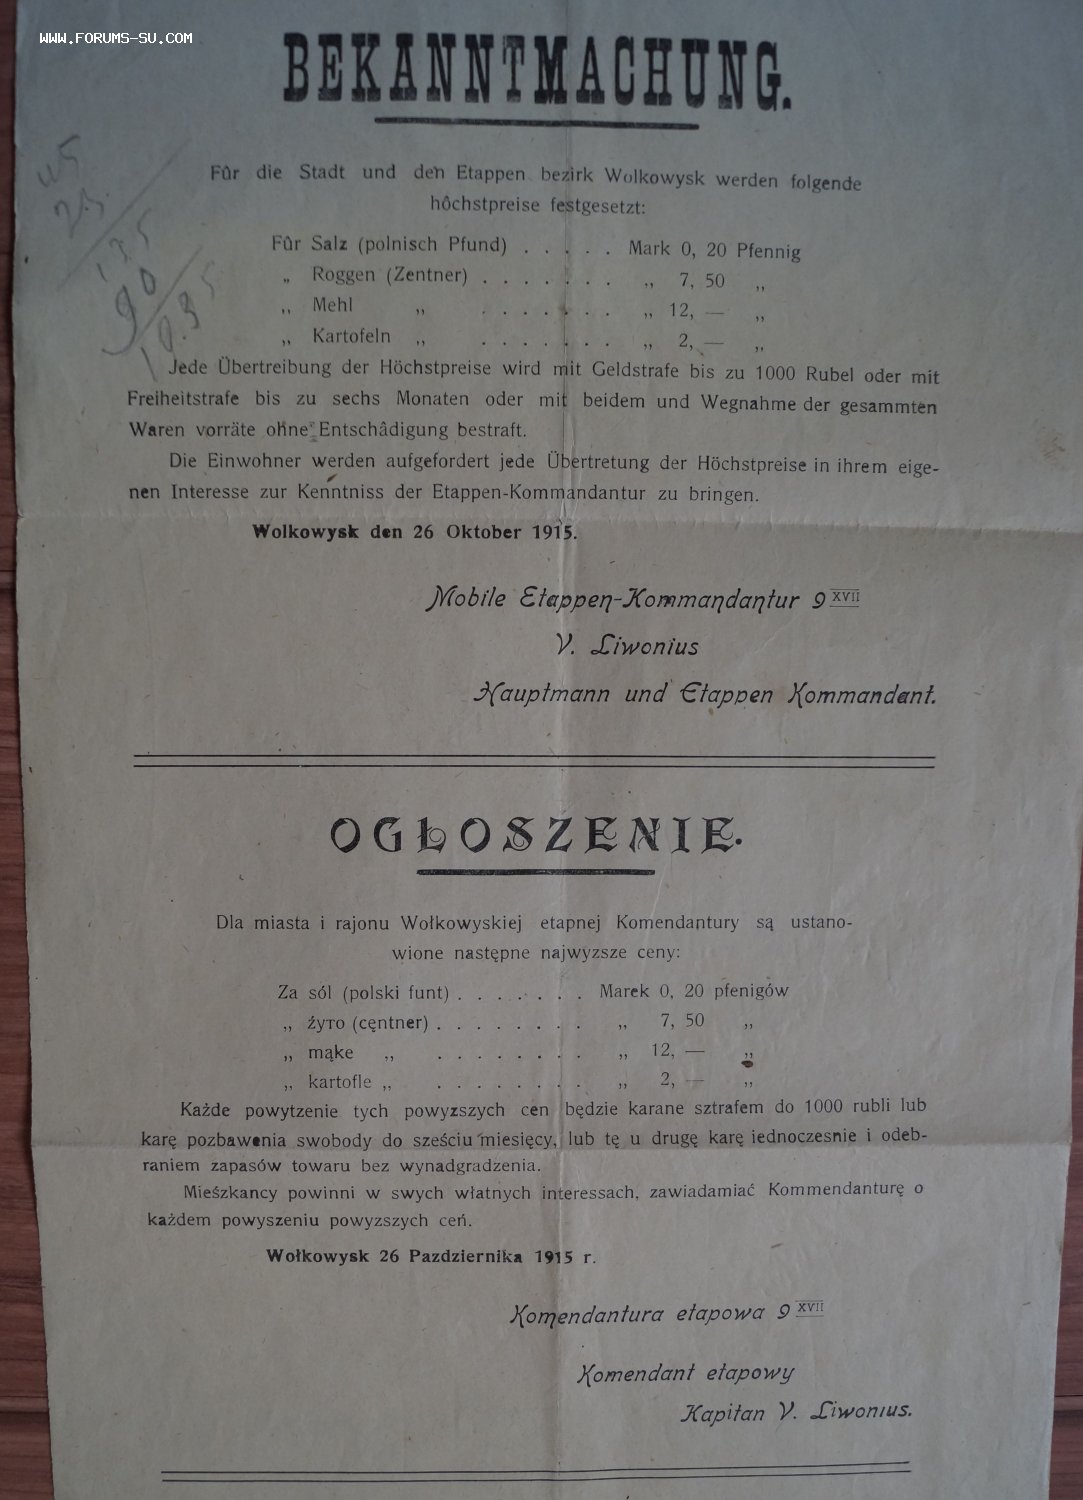 WWW.FORUMS-SU.COM
BEKANNTMACHUNG.
Fûr die Stadt und den Etappen bezirk Wolkowysk werden folgende
hôchstpreise festgesetzt:
Fûr Salz (polnisch Pfund) . . . . . Mark 0, 20 Pfennig
„ Roggen (Zentner) . . . . . . . „ 7, 50 „
„ Mehl „ . . . . . . . „ 12, — „
„ Kartofeln „ . . . . . . . „ 2, — „
Jede Übertreibung der Höchstpreise wird mit Geldstrafe bis zu 1000 Rubel oder mit
Freiheitstrafe bis zu sechs Monaten oder mit beidem und Wegnahme der gesammten
Waren vorräte ohne Entschâdigung bestraft.
Die Einwohner werden aufgefordert jede Übertretung der Höchstpreise in ihrem eige-
nen Interesse zur Kenntniss der Etappen-Kommandantur zu bringen.
Wolkowysk den 26 Oktober 1915.
Mobile Etappen-Kommandantur 9 XVII
V. Liwonius
Hauptmann und Etappen Kommandant.
OGŁOSZENIE.
Dla miasta i rajonu Wołkowyskiej etapnej Komendantury są ustano-
wione następne najwyzsze ceny:
Za sól (polski funt) . . . . . . . Marek 0, 20 pfenigów
„ źyто (cęntner) . . . . . . . . „ 7, 50 „
„ mąke „ . . . . . . . . „ 12, — „
„ kartofle „ . . . . . . . . „ 2, — „
Każde powytzenie tych powyzszych cen będzie karane sztrafem do 1000 rubli lub
karę pozbawenia swobody do sześciu miesięcy, lub tę u drugę karę iednoczesnie i odeb-
raniem zapasów towaru bez wynadgradzenia.
Mieśzkancy powinni w swych włatnych interessach, zawiadamiać Kommendanturę o
każdem powyszeniu powyzszych ceń.
Wołkowysk 26 Pazdziernika 1915 r.
Komendantura etapowa 9 XVII
Komendant etapowy
Kapitan V. Liwonius.